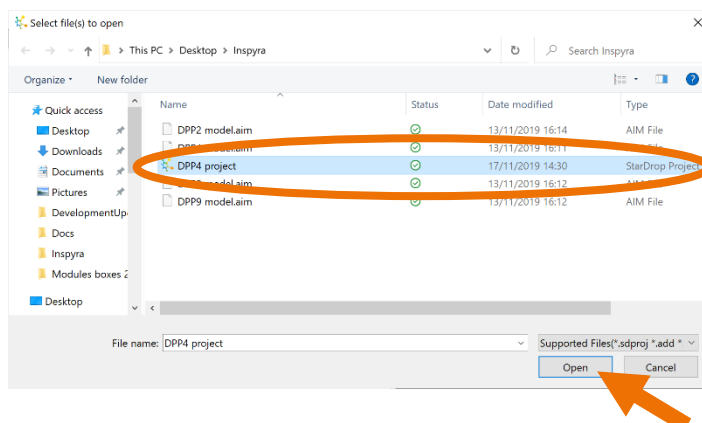 Select file(s) to open
This PC > Desktop > Inspyra
Search Inspyra
Organize
New folder
Name Status Date modified Type
Quick access
Desktop
Downloads
Documents
Pictures
DevelopmentUp
Docs
Inspyra
Modules boxes 2
Desktop
DPP2 model.aim 13/11/2019 16:14 AIM File
model.aim 13/11/2019 16:11 AIM File
DPP4 project 17/11/2019 14:30 StarDrop Project
model.aim 13/11/2019 16:12 AIM File
DPP9 model.aim 13/11/2019 16:12 AIM File
File name: DPP4 project
Supported Files(*.sdproj *.add *
Open Cancel